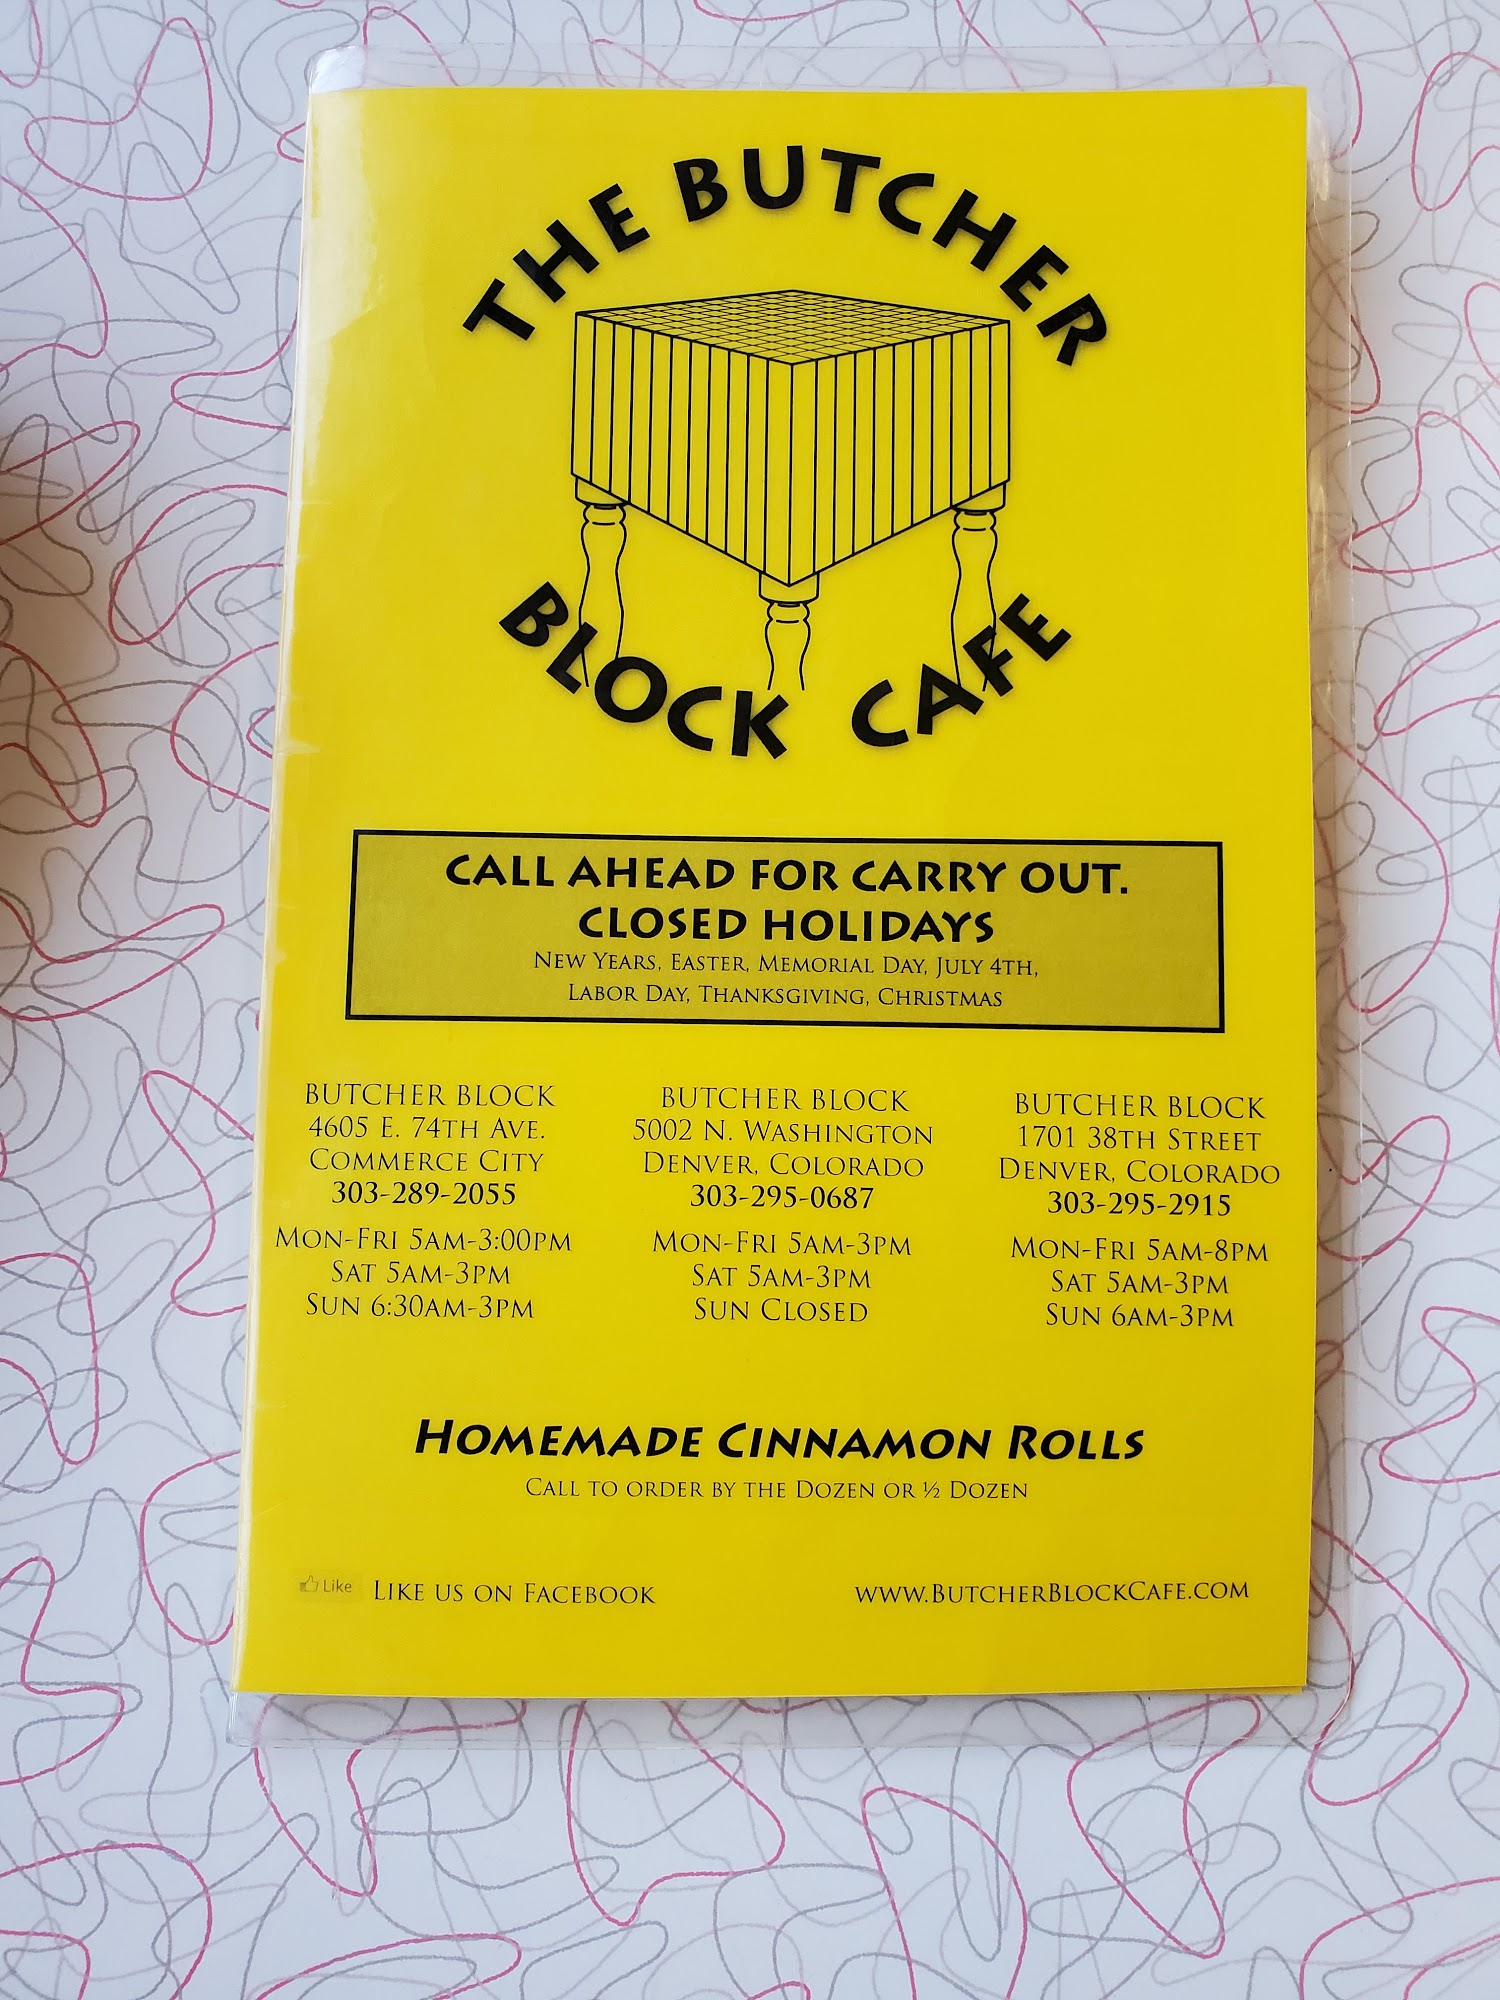 THE BUTCHER
BLOCK CAFE
CALL AHEAD FOR CARRY OUT.
CLOSED HOLIDAYS
NEW YEARS, EASTER, MEMORIAL DAY, JULY 4TH,
LABOR DAY, THANKSGIVING, CHRISTMAS
BUTCHER BLOCK
4605 E. 74TH AVE.
COMMERCE CITY
303-289-2055
MON-FRI 5AM-3:00PM
SAT 5AM-3PM
SUN 6:30AM-3PM
BUTCHER BLOCK
5002 N. WASHINGTON
DENVER, COLORADO
303-295-0687
MON-FRI 5AM-3PM
SAT 5AM-3PM
SUN CLOSED
BUTCHER BLOCK
1701 38TH STREET
DENVER, COLORADO
303-295-2915
MON-FRI 5AM-8PM
SAT 5AM-3PM
SUN 6AM-3PM
HOMEMADE CINNAMON ROLLS
CALL TO ORDER BY THE DOZEN OR ½ DOZEN
Like LIKE US ON FACEBOOK
WWW.BUTCHERBLOCKCAFE.COM